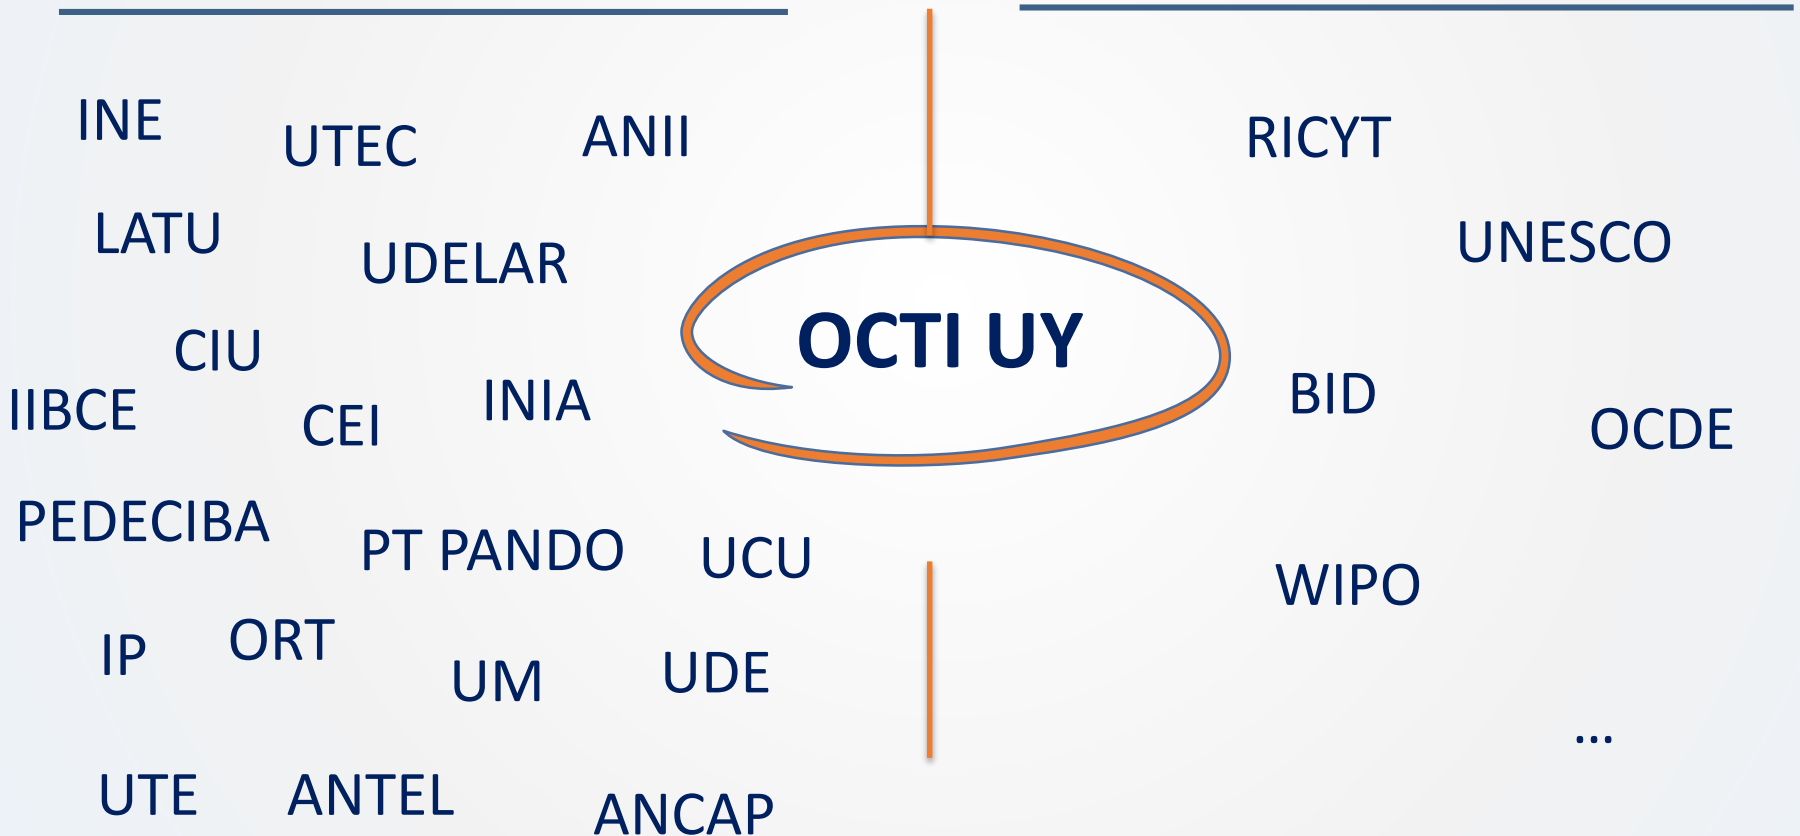 INE
UTEC
ANII
LATU
UDELAR
CIU
IIBCE
CEI
INIA
PEDECIBA
PT PANDO
UCU
IP
ORT
UM
UDE
UTE
ANTEL
ANCAP
OCTI UY
RICYT
UNESCO
BID
OCDE
WIPO
...